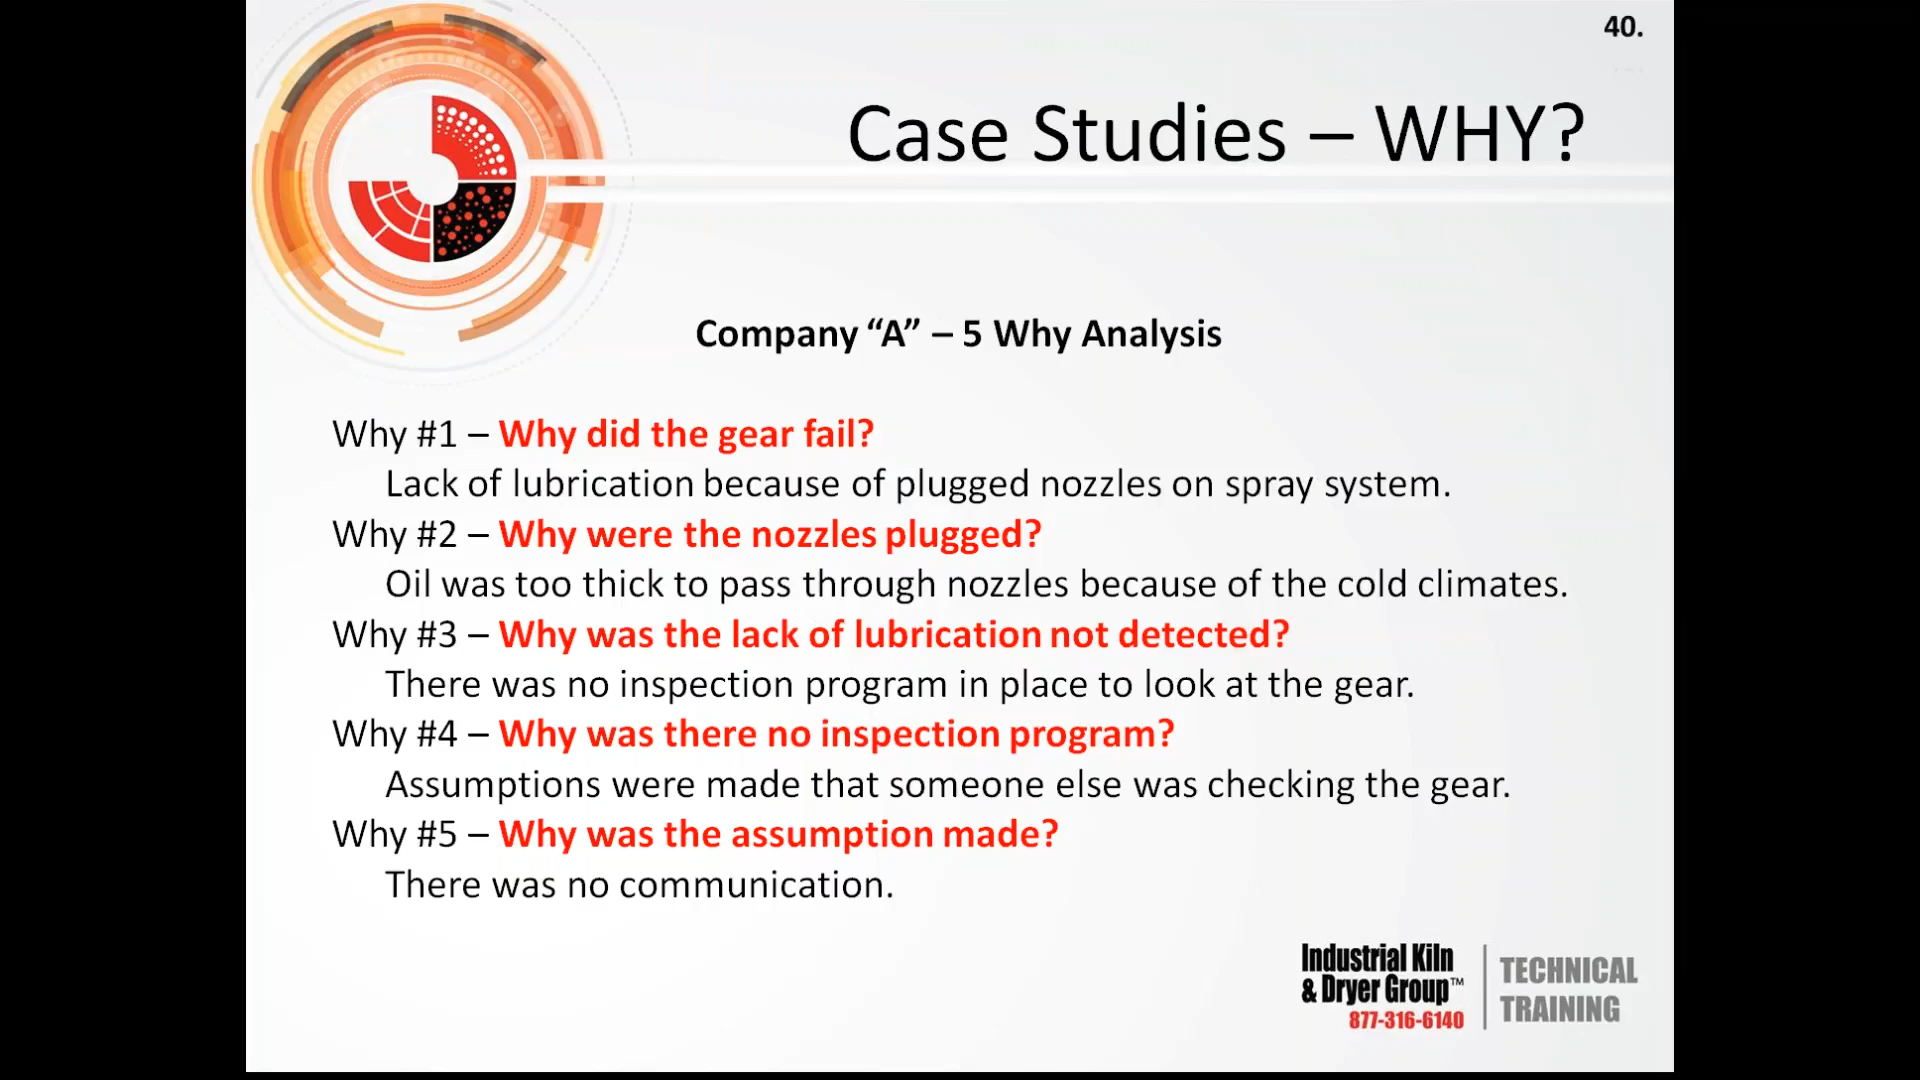 40.
Case Studies – WHY?
Company “A” – 5 Why Analysis
Why #1 – Why did the gear fail?
Lack of lubrication because of plugged nozzles on spray system.
Why #2 – Why were the nozzles plugged?
Oil was too thick to pass through nozzles because of the cold climates.
Why #3 – Why was the lack of lubrication not detected?
There was no inspection program in place to look at the gear.
Why #4 – Why was there no inspection program?
Assumptions were made that someone else was checking the gear.
Why #5 – Why was the assumption made?
There was no communication.
Industrial Kiln
& Dryer Group™
877-316-6140
TECHNICAL
TRAINING